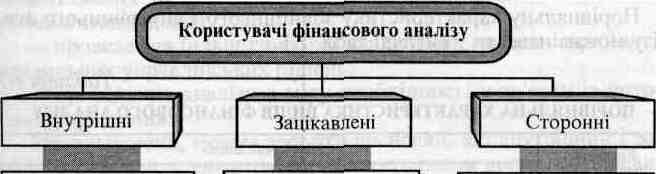 Користувачі фінансового аналізу
Внутрішні
Зацікавлені
Сторонні